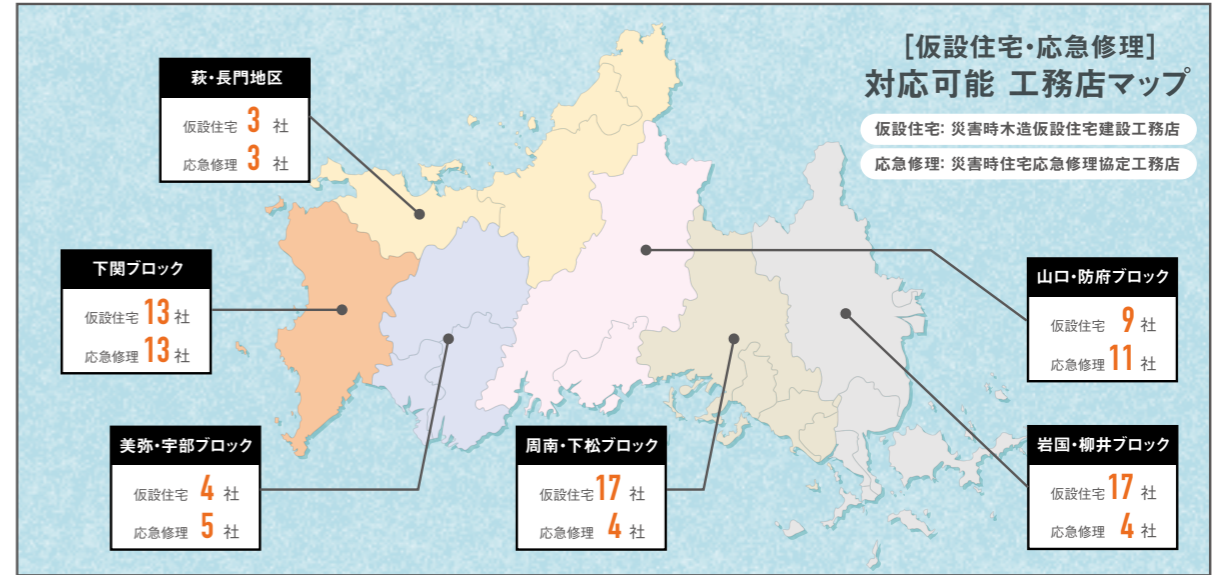 [仮設住宅・応急修理]
対応可能 工務店マップ
仮設住宅: 災害時木造仮設住宅建設工務店
応急修理: 災害時住宅応急修理協定工務店
萩・長門地区
仮設住宅 3 社
応急修理 3 社
下関ブロック
仮設住宅 13 社
応急修理 13 社
山口・防府ブロック
仮設住宅 9 社
応急修理 11 社
美弥・宇部ブロック
仮設住宅 4 社
応急修理 5 社
周南・下松ブロック
仮設住宅 17 社
応急修理 4 社
岩国・柳井ブロック
仮設住宅 17 社
応急修理 4 社